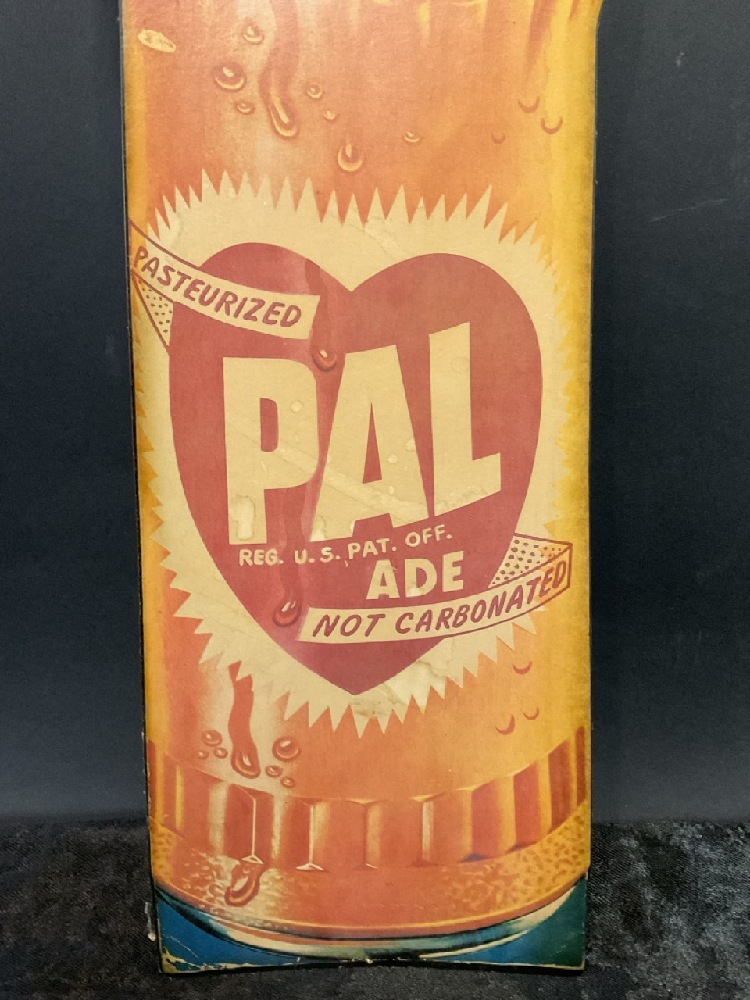 PASTEURIZED
PAL
REG. U.S. PAT. OFF.
ADE
NOT CARBONATED